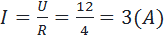 I = U/R = 12/4 = 3(A)